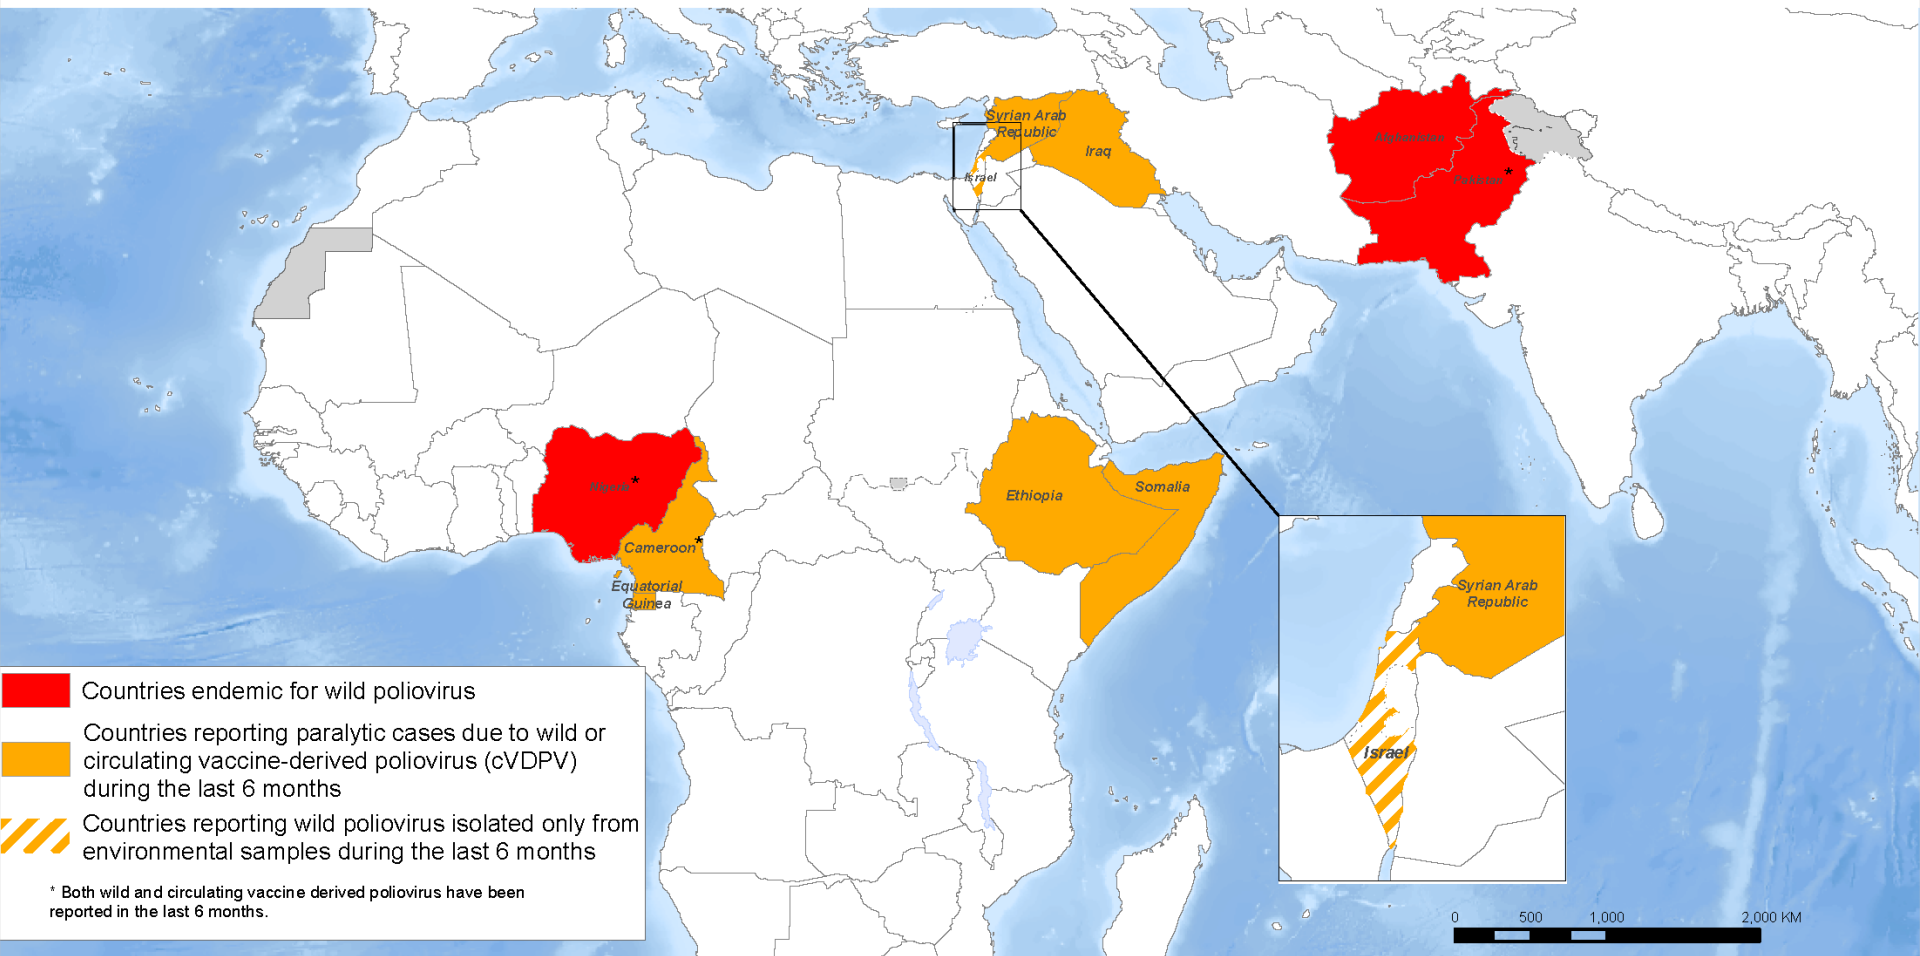 Syrian Arab
Republic
Iraq
Israel
Afghanistan
Pakistan *
Nigeria *
Cameroon *
Equatorial
Guinea
Ethiopia
Somalia
Syrian Arab
Republic
Israel
Countries endemic for wild poliovirus
Countries reporting paralytic cases due to wild or
circulating vaccine-derived poliovirus (cVDPV)
during the last 6 months
Countries reporting wild poliovirus isolated only from
environmental samples during the last 6 months
* Both wild and circulating vaccine derived poliovirus have been
reported in the last 6 months.
0 500 1,000 2,000 KM